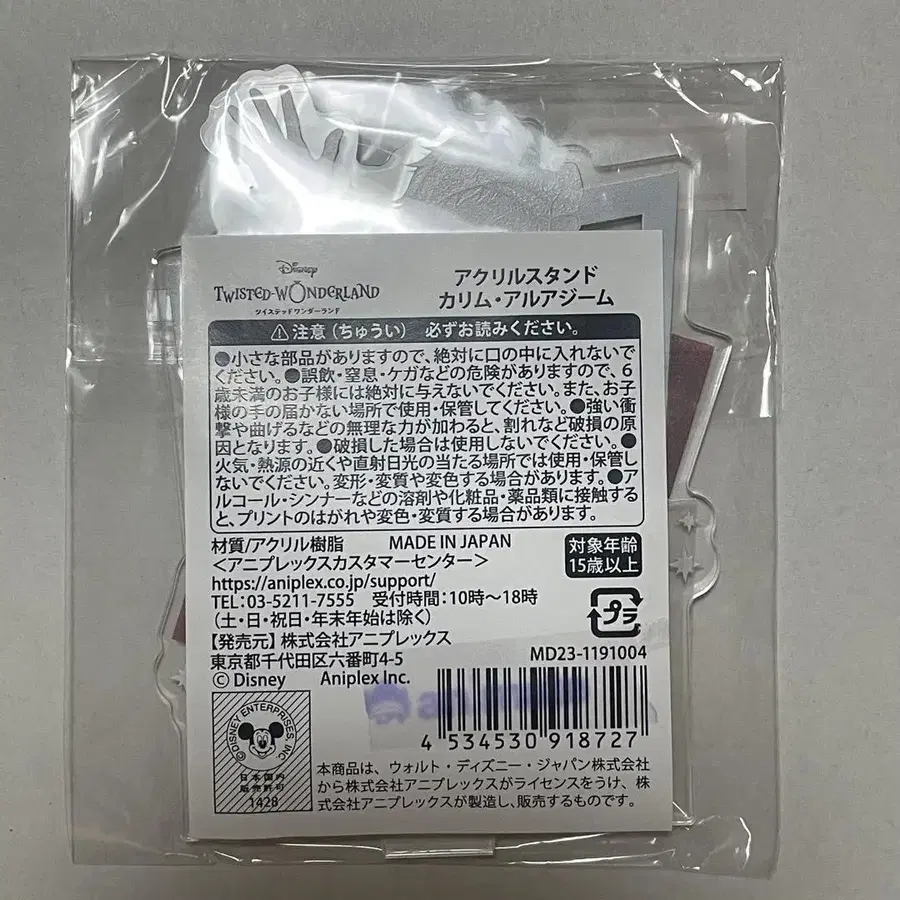 Disney
TWISTED-WONDERLAND
ツイステッドワンダーランド
アクリルスタンド
カリム・アルアジーム
⚠注意（ちゅうい） 必ずお読みください。
●小さな部品がありますので、絶対に口の中に入れないで
ください。●誤飲・窒息・ケガなどの危険がありますので、6
歳未満のお子様には絶対に与えないでください。また、お子
様の手の届かない場所で使用・保管してください。●強い衝
撃や曲げるなどの無理な力が加わると、割れなど破損の原
因となります。●破損した場合は使用しないでください。●
火気・熱源の近くや直射日光の当たる場所では使用・保管し
ないでください。変形・変質や変色する場合があります。●ア
ルコール・シンナーなどの溶剤や化粧品・薬品類に接触する
と、プリントのはがれや変色・変質する場合があります。
材質/アクリル樹脂 MADE IN JAPAN
＜アニプレックスカスタマーセンター＞
https://aniplex.co.jp/support/
TEL：03-5211-7555 受付時間：10時～18時
（土・日・祝日・年末年始は除く）
【発売元】株式会社アニプレックス
東京都千代田区六番町4-5
© Disney Aniplex Inc.
対象年齢
15歳以上
プラ
MD23-1191004
4 534530 918727
©DISNEY ENTERPRISES, INC.
日本国内
販売許可
1428
本商品は、ウォルト・ディズニー・ジャパン株式会社
から株式会社アニプレックスがライセンスをうけ、株
式会社アニプレックスが製造し、販売するものです。